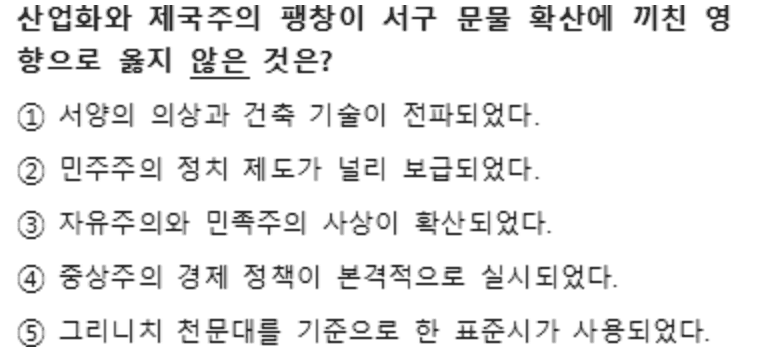 산업화와 제국주의 팽창이 서구 문물 확산에 끼친 영
향으로 옳지 않은 것은?
① 서양의 의상과 건축 기술이 전파되었다.
② 민주주의 정치 제도가 널리 보급되었다.
③ 자유주의와 민족주의 사상이 확산되었다.
④ 중상주의 경제 정책이 본격적으로 실시되었다.
⑤ 그리니치 천문대를 기준으로 한 표준시가 사용되었다.